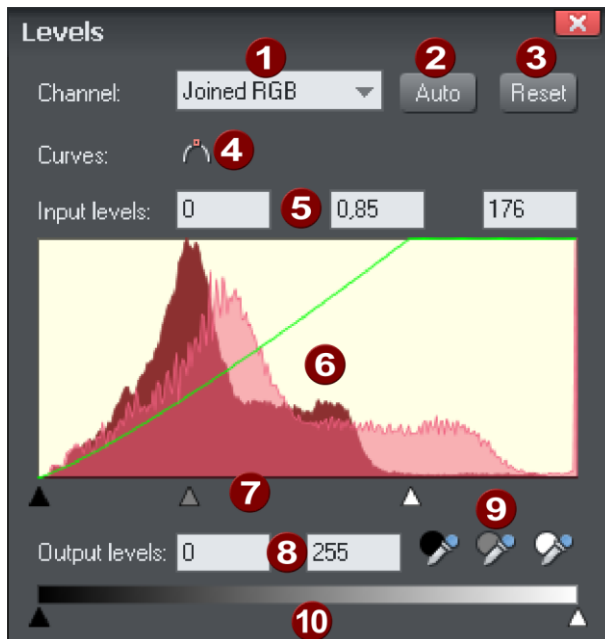 Levels
1 2 3
Channel: Joined RGB Auto Reset
Curves: 4
Input levels: 0 5 0,85 176
6
7
9
Output levels: 0 8 255
10